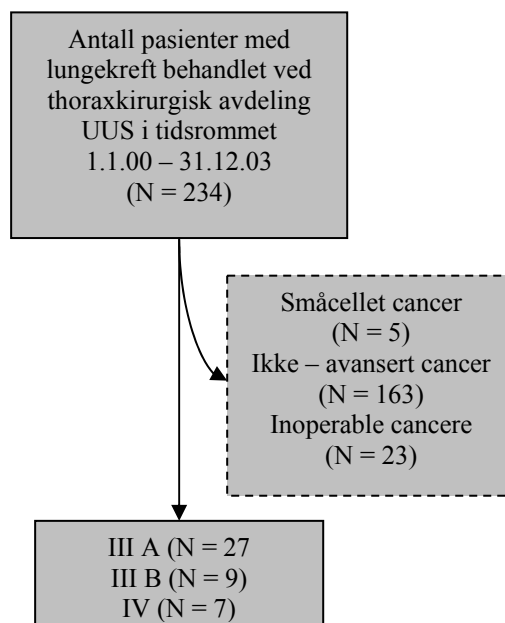 Antall pasienter med
lungekreft behandlet ved
thoraxkirurgisk avdeling
UUS i tidsrommet
1.1.00 – 31.12.03
(N = 234)
Småcellet cancer
(N = 5)
Ikke – avansert cancer
(N = 163)
Inoperable cancere
(N = 23)
III A (N = 27
III B (N = 9)
IV (N = 7)